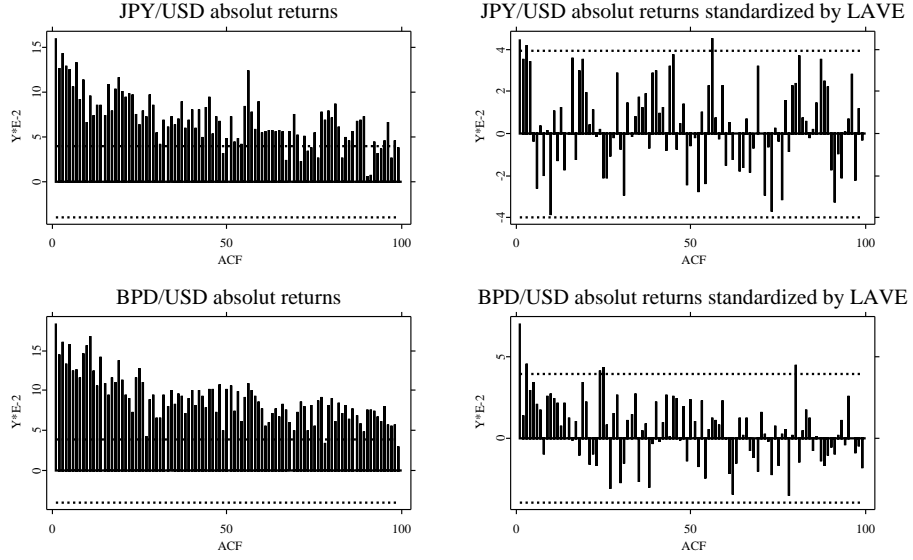 JPY/USD absolut returns
Y*E-2
15
10
5
0
0
50
100
ACF
JPY/USD absolut returns standardized by LAVE
Y*E-2
4
2
0
-2
-4
0
50
100
ACF
BPD/USD absolut returns
Y*E-2
15
10
5
0
0
50
100
ACF
BPD/USD absolut returns standardized by LAVE
Y*E-2
5
0
0
50
100
ACF